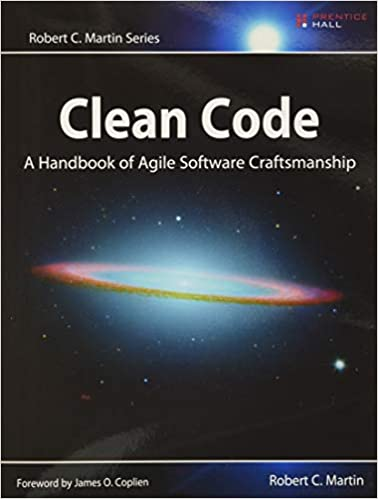 Robert C. Martin Series
PRENTICE
HALL
Clean Code
A Handbook of Agile Software Craftsmanship
Foreword by James O. Coplien
Robert C. Martin